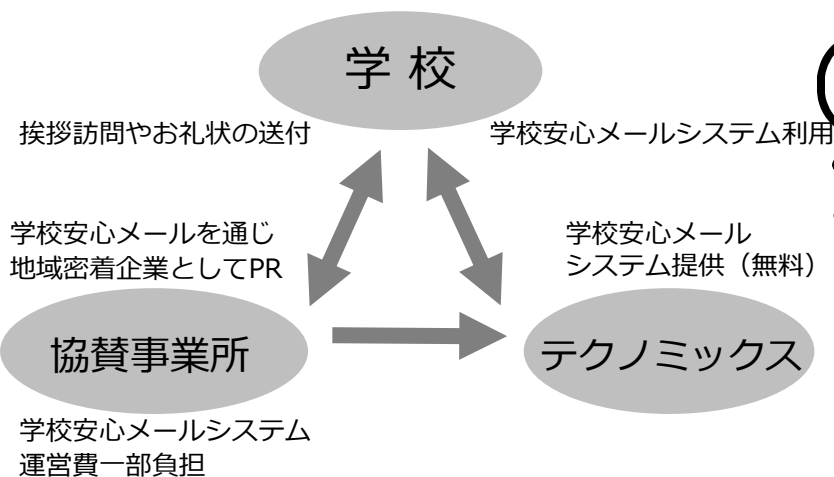 学 校
挨拶訪問やお礼状の送付
学校安心メールシステム利用
学校安心メールを通じ
地域密着企業としてPR
学校安心メール
システム提供（無料）
協賛事業所
テクノミックス
学校安心メールシステム
運営費一部負担